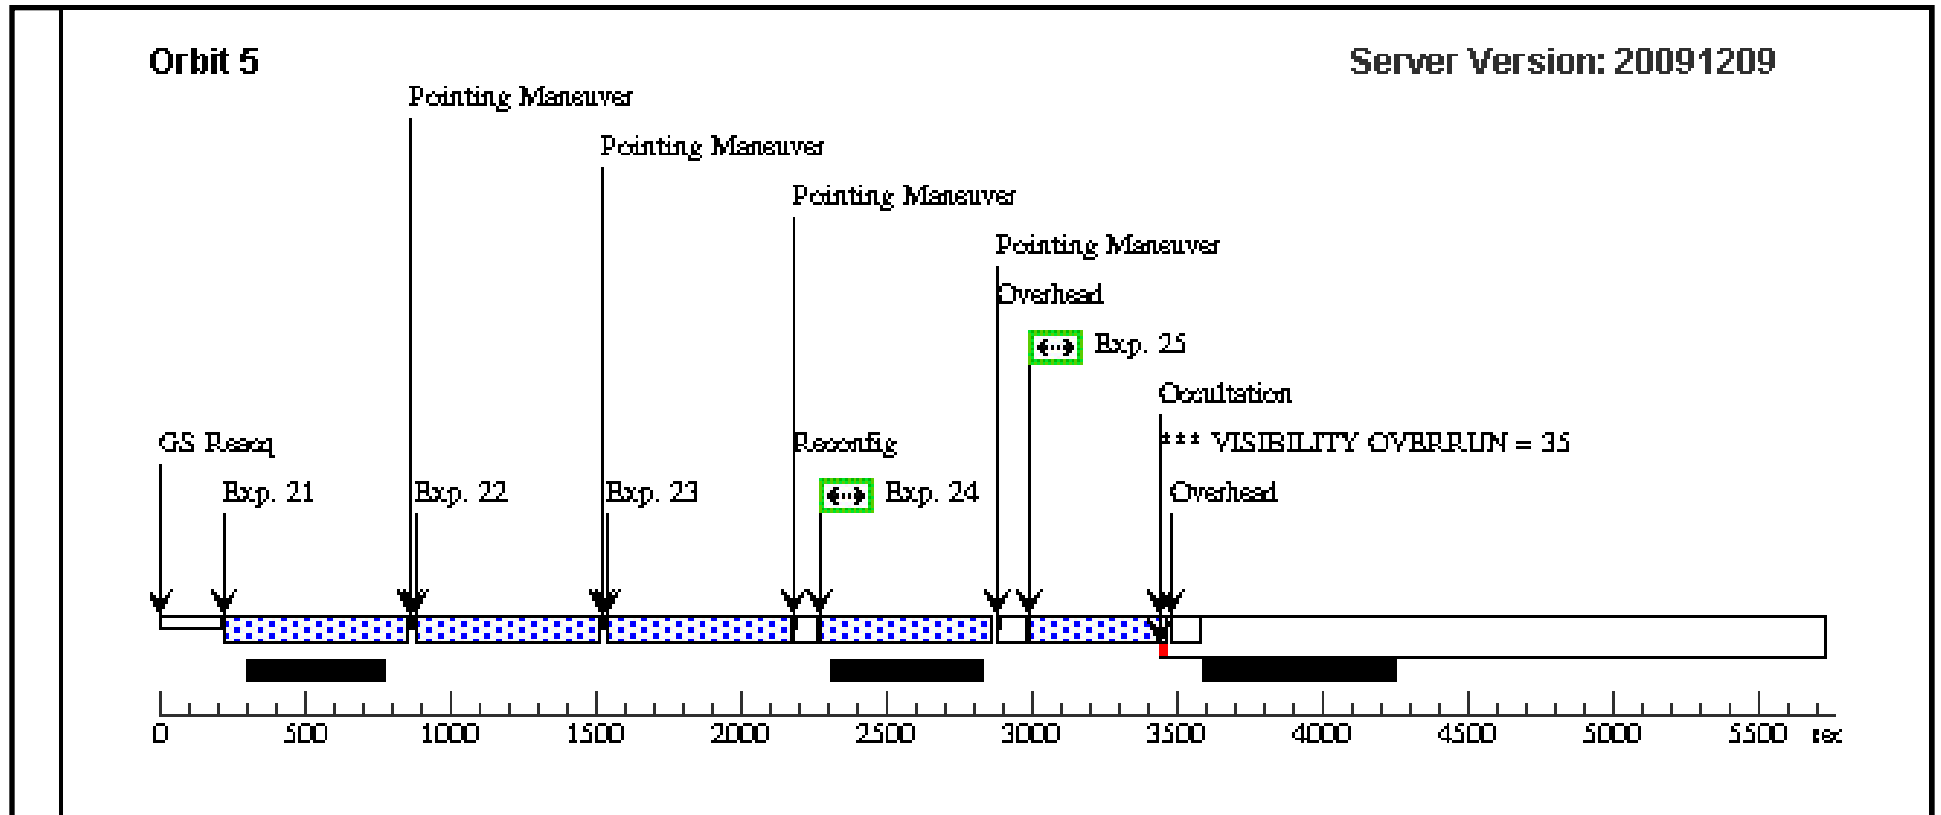 Orbit 5 Server Version: 20091209
Pointing Maneuver
Pointing Maneuver
Pointing Maneuver
Pointing Maneuver
Overhead
Exp. 25
Occultation
GS Reacq Reconfig *** VISIBILITY OVERRUN = 35
Exp. 21 Exp. 22 Exp. 23 Exp. 24 Overhead
0 500 1000 1500 2000 2500 3000 3500 4000 4500 5000 5500 sec